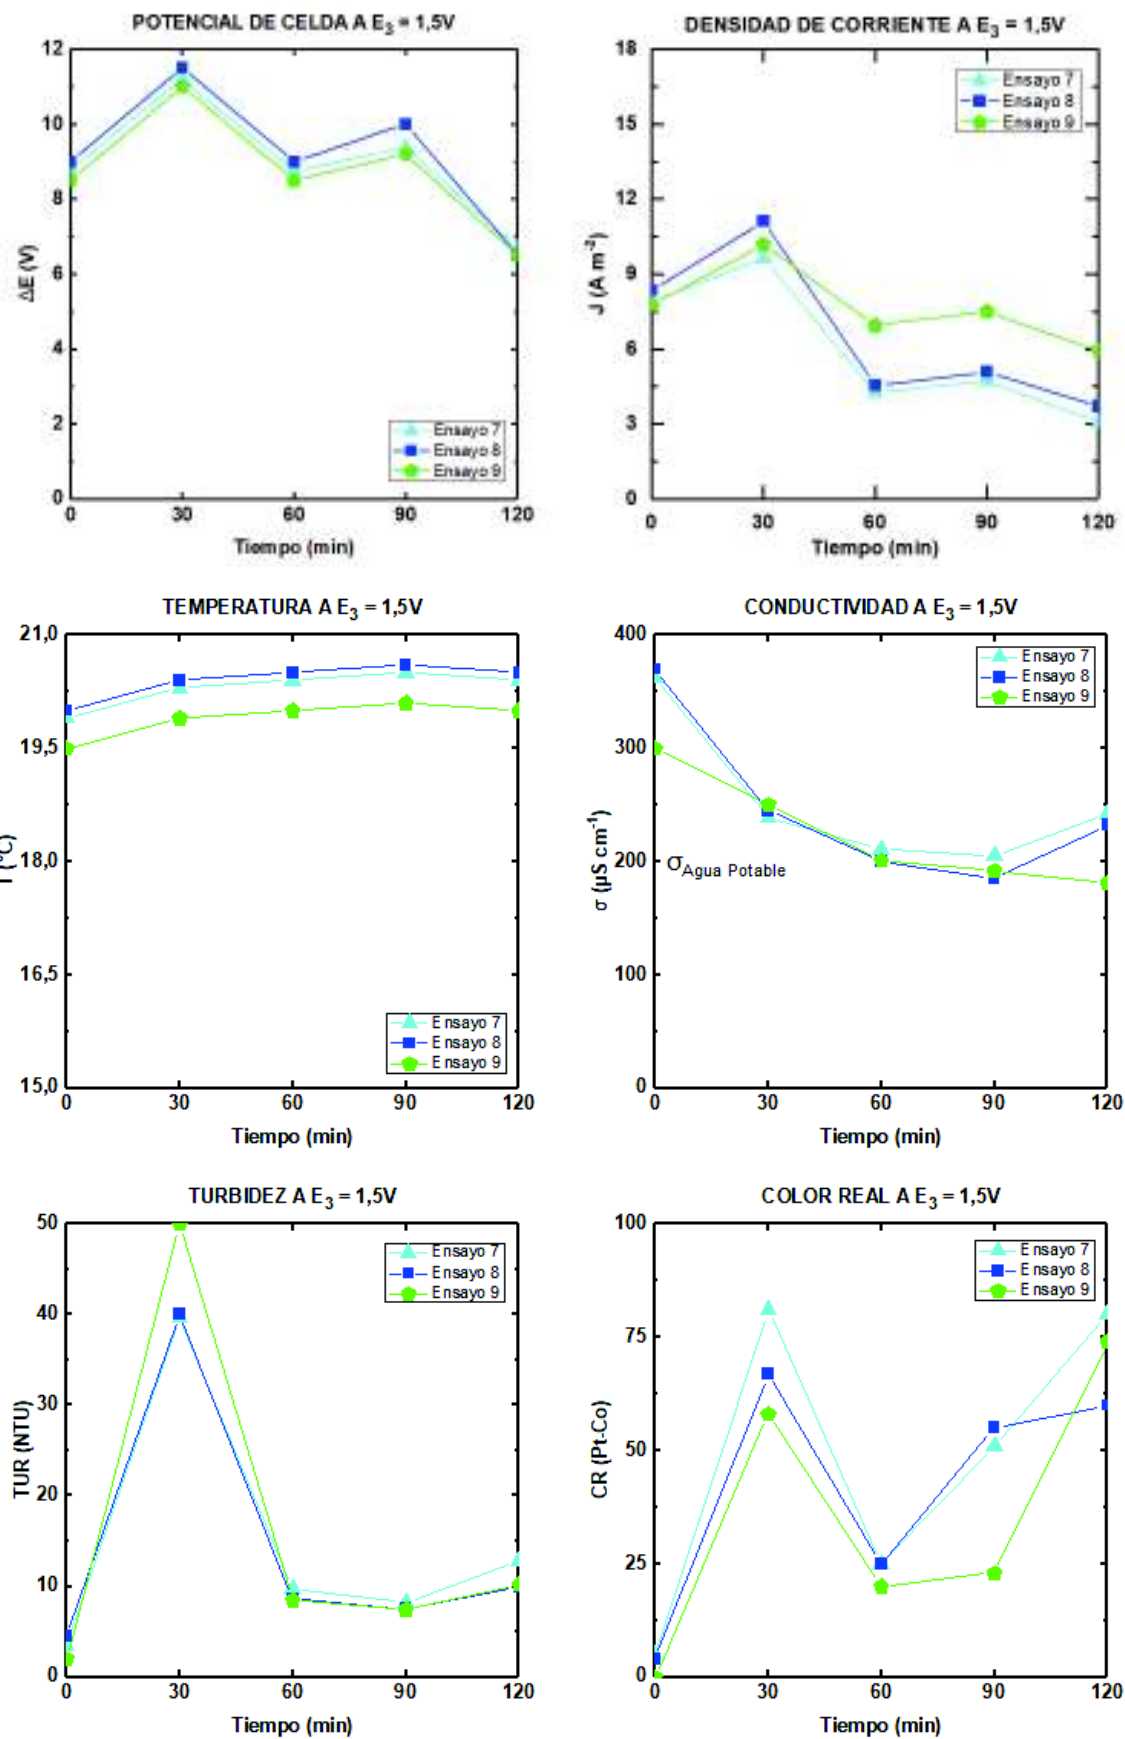 POTENCIAL DE CELDA A E3 = 1,5V
12
10
8
6
4
2
0
ΔE (V)
Ensayo 7
Ensayo 8
Ensayo 9
0 30 60 90 120
Tiempo (min)
DENSIDAD DE CORRIENTE A E3 = 1,5V
18
15
12
9
6
3
0
J (A m-2)
Ensayo 7
Ensayo 8
Ensayo 9
0 30 60 90 120
Tiempo (min)
TEMPERATURA A E3 = 1,5V
21,0
19,5
18,0
16,5
15,0
T (ºC)
Ensayo 7
Ensayo 8
Ensayo 9
0 30 60 90 120
Tiempo (min)
CONDUCTIVIDAD A E3 = 1,5V
400
300
200
100
0
σ (µS cm-1)
Ensayo 7
Ensayo 8
Ensayo 9
σAgua Potable
0 30 60 90 120
Tiempo (min)
TURBIDEZ A E3 = 1,5V
50
40
30
20
10
0
TUR (NTU)
Ensayo 7
Ensayo 8
Ensayo 9
0 30 60 90 120
Tiempo (min)
COLOR REAL A E3 = 1,5V
100
75
50
25
0
CR (Pt-Co)
Ensayo 7
Ensayo 8
Ensayo 9
0 30 60 90 120
Tiempo (min)